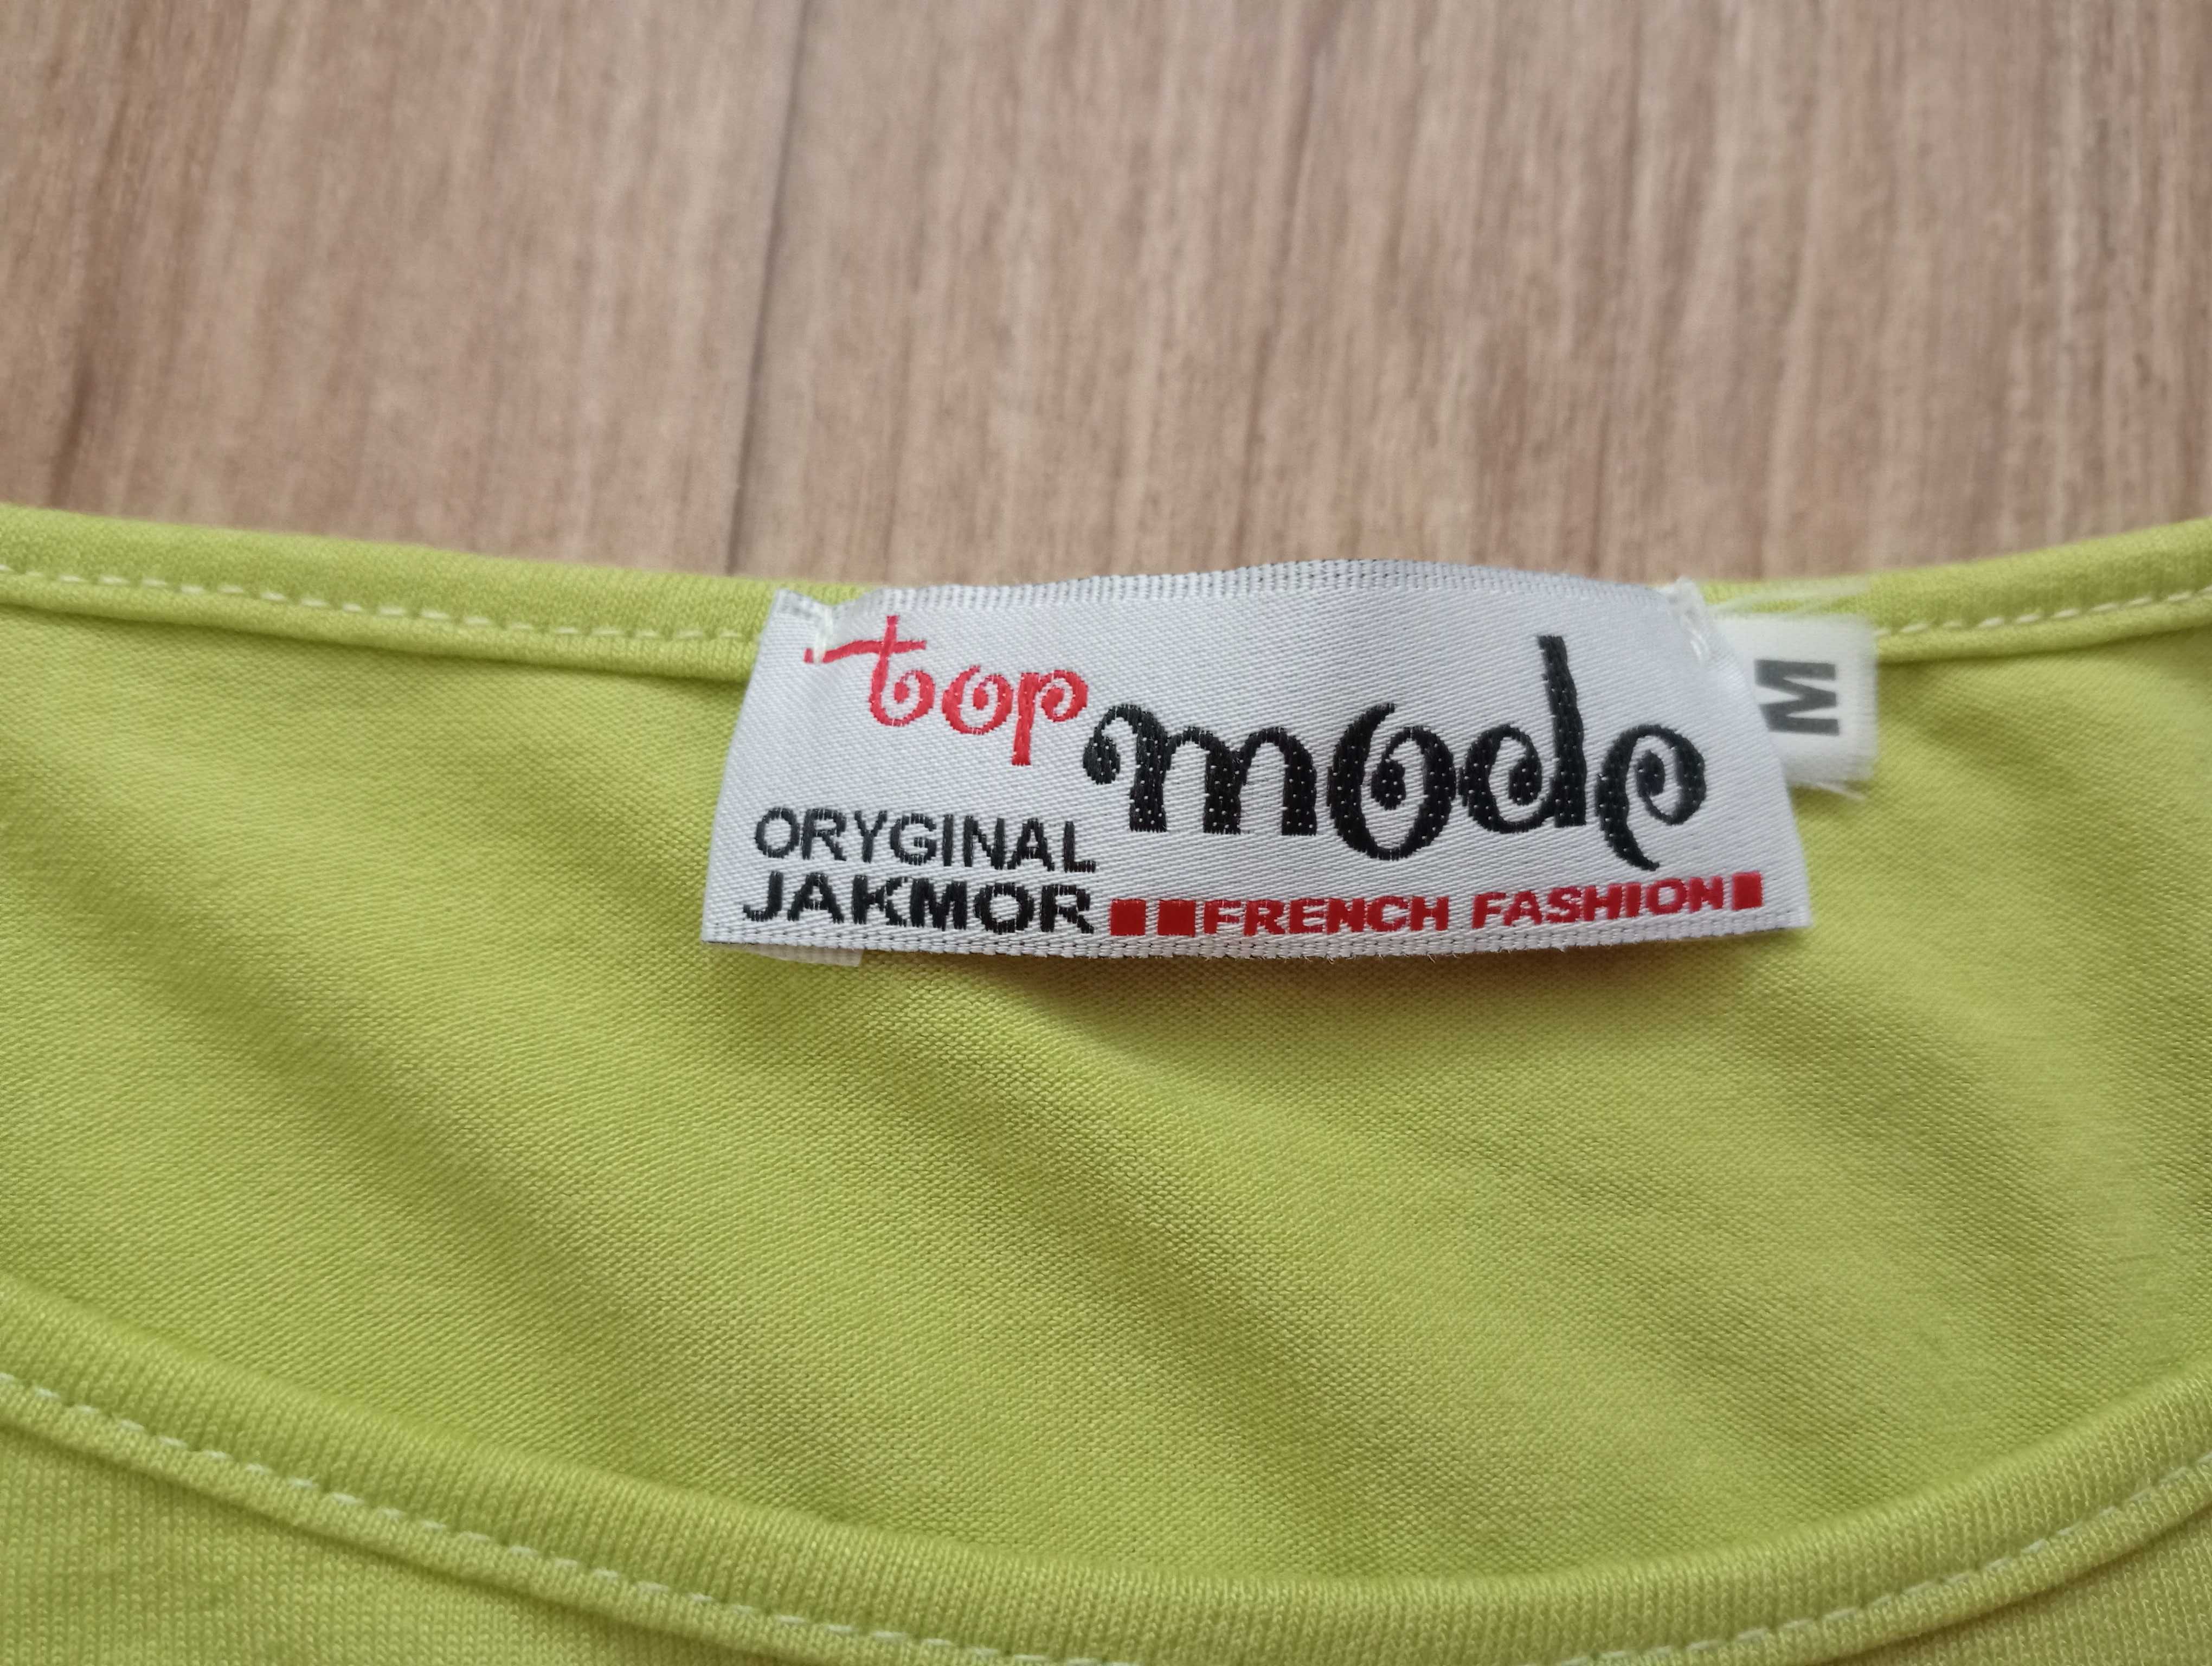 top mode
ORYGINAL
JAKMOR FRENCH FASHION
M